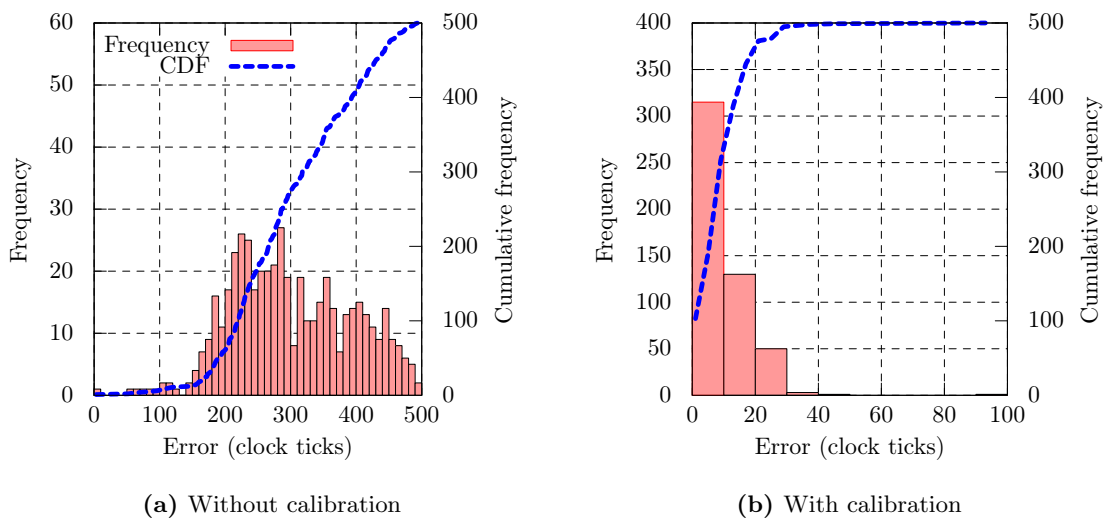 Frequency
CDF
60
50
40
30
20
10
0
Frequency
500
400
300
200
100
0
Cumulative frequency
0 100 200 300 400 500
Error (clock ticks)
(a) Without calibration
400
350
300
250
200
150
100
50
0
Frequency
500
400
300
200
100
0
Cumulative frequency
0 20 40 60 80 100
Error (clock ticks)
(b) With calibration